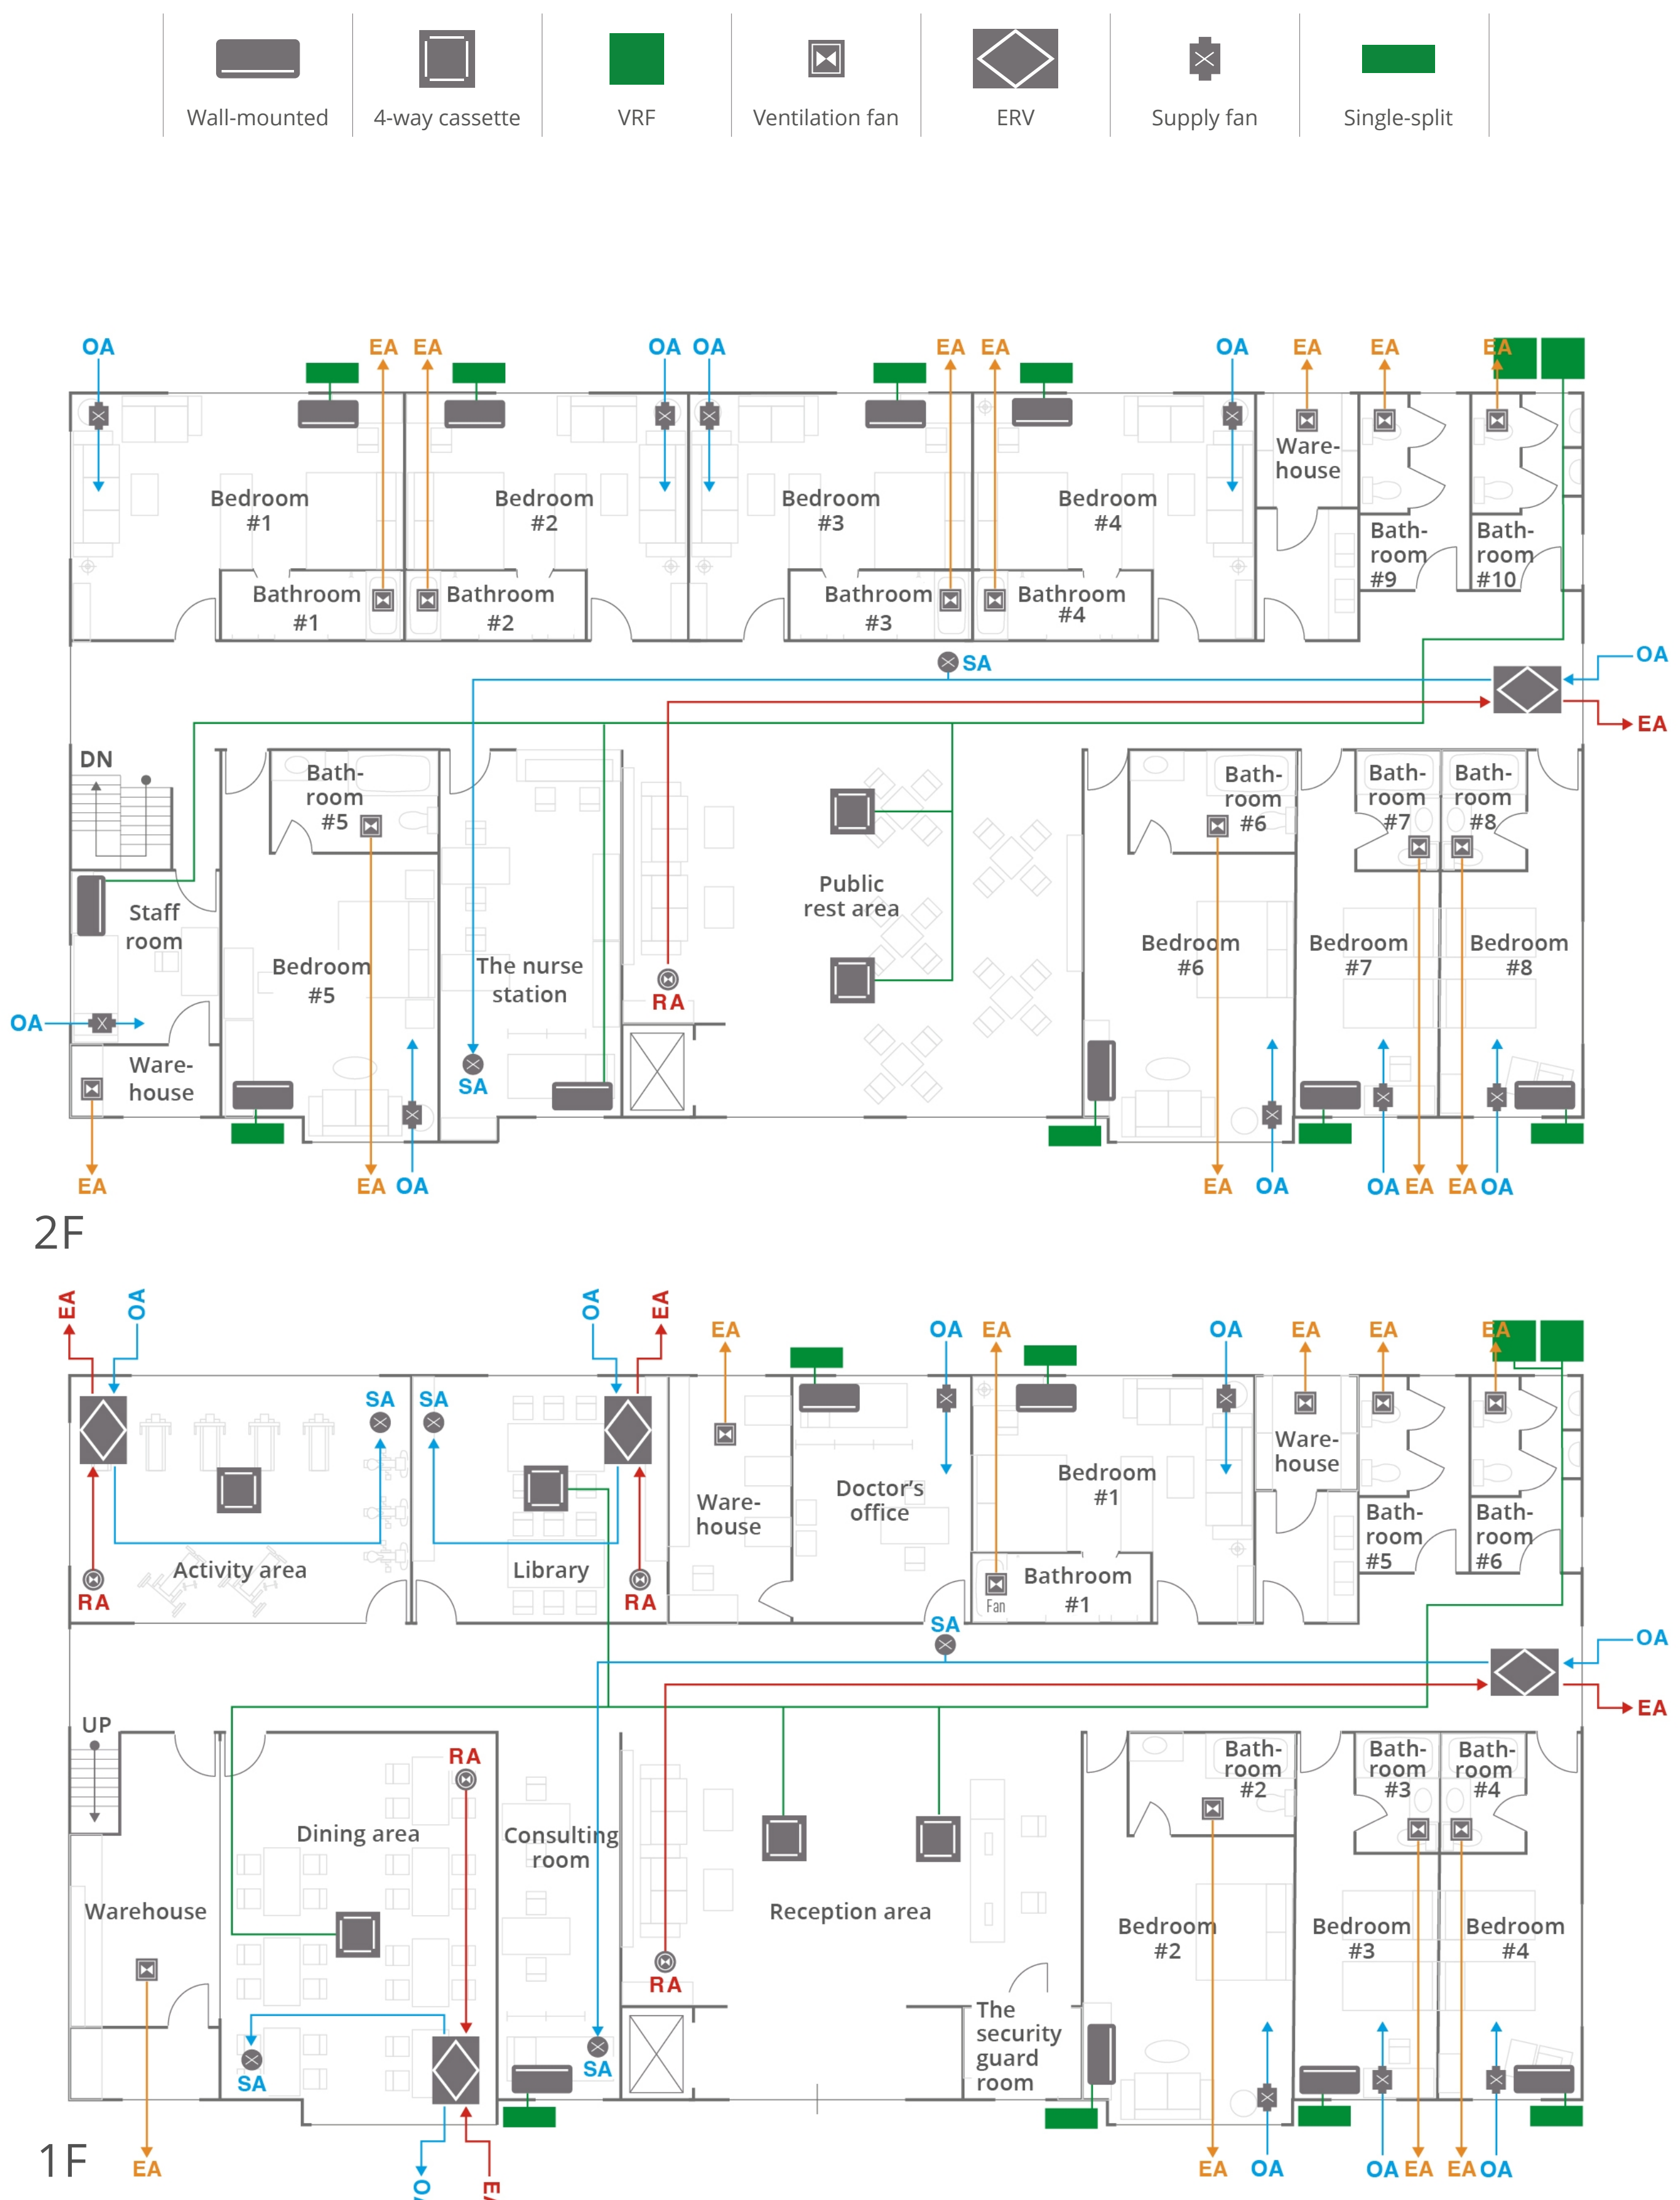 Wall-mounted
4-way cassette
VRF
Ventilation fan
ERV
Supply fan
Single-split
OA
EA
EA
OA
OA
EA
EA
OA
EA
EA
EA
Ware-
house
Bedroom
#1
Bedroom
#2
Bedroom
#3
Bedroom
#4
Bath-
room
#9
Bath-
room
#10
Bathroom
#1
Bathroom
#2
Bathroom
#3
Bathroom
#4
SA
OA
EA
DN
Bath-
room
#5
Bath-
room
#6
Bath-
room
#7
Bath-
room
#8
Staff
room
Public
rest area
Bedroom
#5
The nurse
station
Bedroom
#6
Bedroom
#7
Bedroom
#8
RA
OA
Ware-
house
SA
EA
EA
OA
EA
OA
OA
EA
EA
OA
2F
EA
OA
OA
EA
EA
OA
EA
OA
EA
EA
EA
SA
SA
Ware-
house
Bedroom
#1
Doctor's
office
Ware-
house
Bath-
room
#5
Bath-
room
#6
Activity area
Library
Bathroom
#1
Fan
RA
RA
SA
OA
EA
UP
RA
Bath-
room
#2
Bath-
room
#3
Bath-
room
#4
Dining area
Consulting
room
Warehouse
Reception area
Bedroom
#2
Bedroom
#3
Bedroom
#4
RA
The
security
guard
room
SA
SA
1F
EA
EA
OA
OA
EA
EA
OA